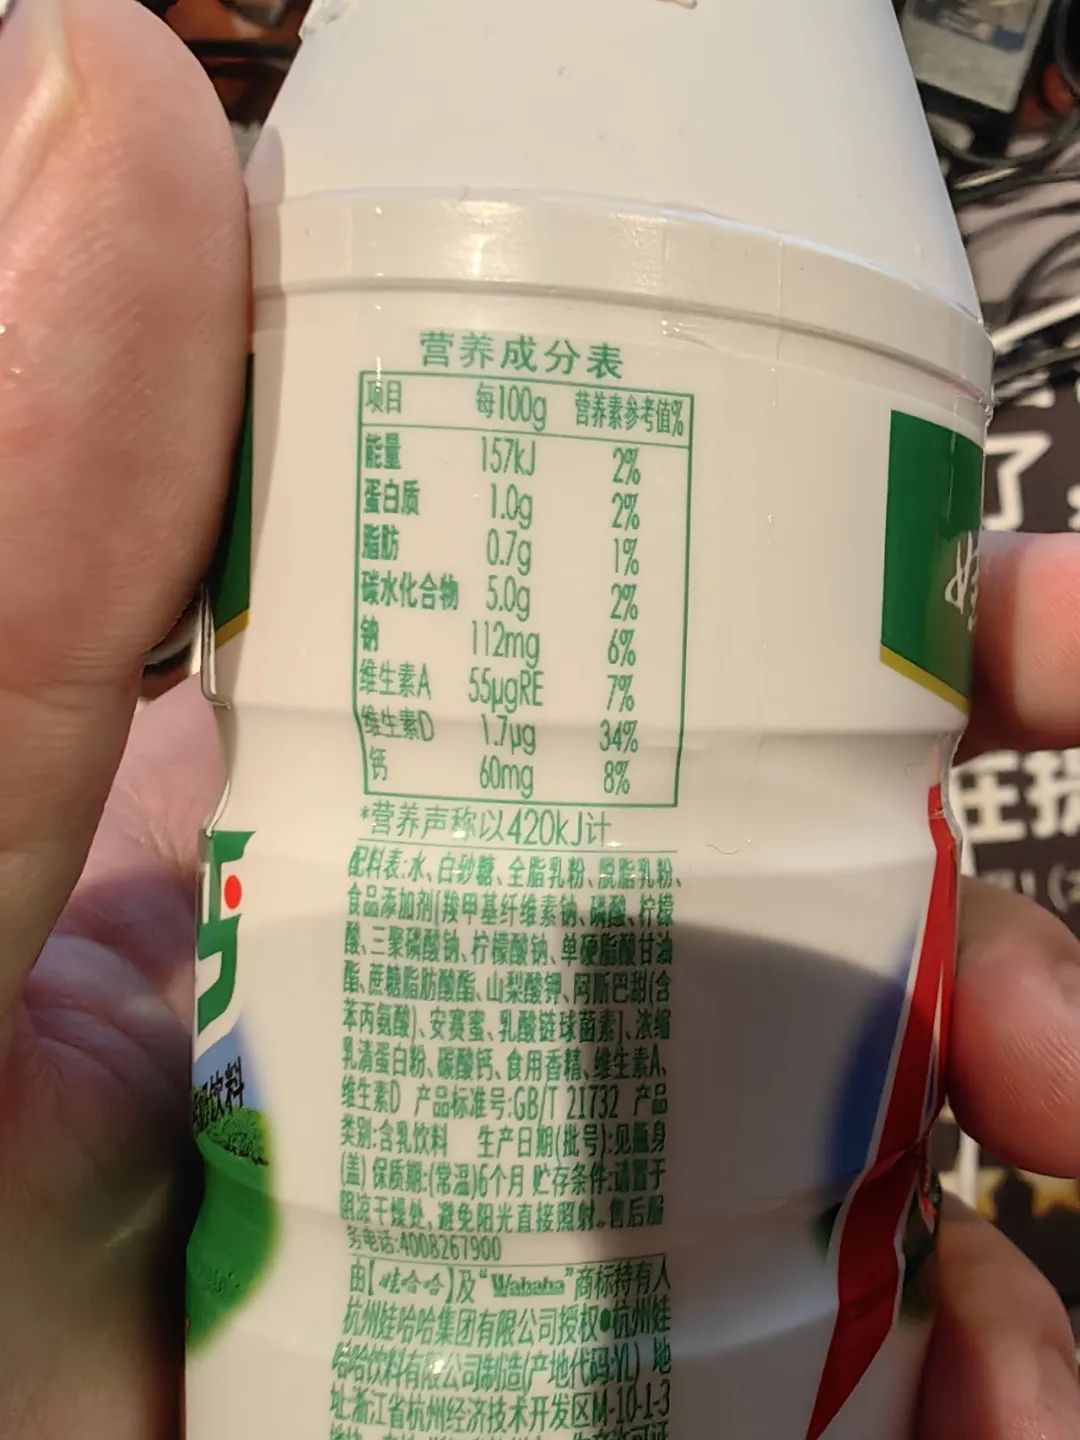 营养成分表
项目 每100g 营养素参考值%
能量 157kJ 2%
蛋白质 1.0g 2%
脂肪 0.7g 1%
碳水化合物 5.0g 2%
钠 112mg 6%
维生素A 55μgRE 7%
维生素D 1.7μg 34%
钙 60mg 8%
*营养声称以420kJ计
配料表:水、白砂糖、全脂乳粉、脱脂乳粉、
食品添加剂(羧甲基纤维素钠、磷酸、柠檬
酸、三聚磷酸钠、柠檬酸钠、单硬脂酸甘油
酯、蔗糖脂肪酸酯、山梨酸钾、阿斯巴甜(含
苯丙氨酸)、安赛蜜、乳酸链球菌素)、浓缩
乳清蛋白粉、碳酸钙、食用香精、维生素A、
维生素D 产品标准号:GB/T 21732 产品
类别:含乳饮料 生产日期(批号):见瓶身
(盖) 保质期:(常温)6个月 贮存条件:请置于
阴凉干燥处,避免阳光直接照射。售后服
务电话:4008267900
由【娃哈哈】及“Wahaha”商标持有人
杭州娃哈哈集团有限公司授权●杭州娃
哈哈饮料有限公司制造(产地代码:YL) 地
址:浙江省杭州经济技术开发区M-10-1-3
钙
饮料
娃
了
在